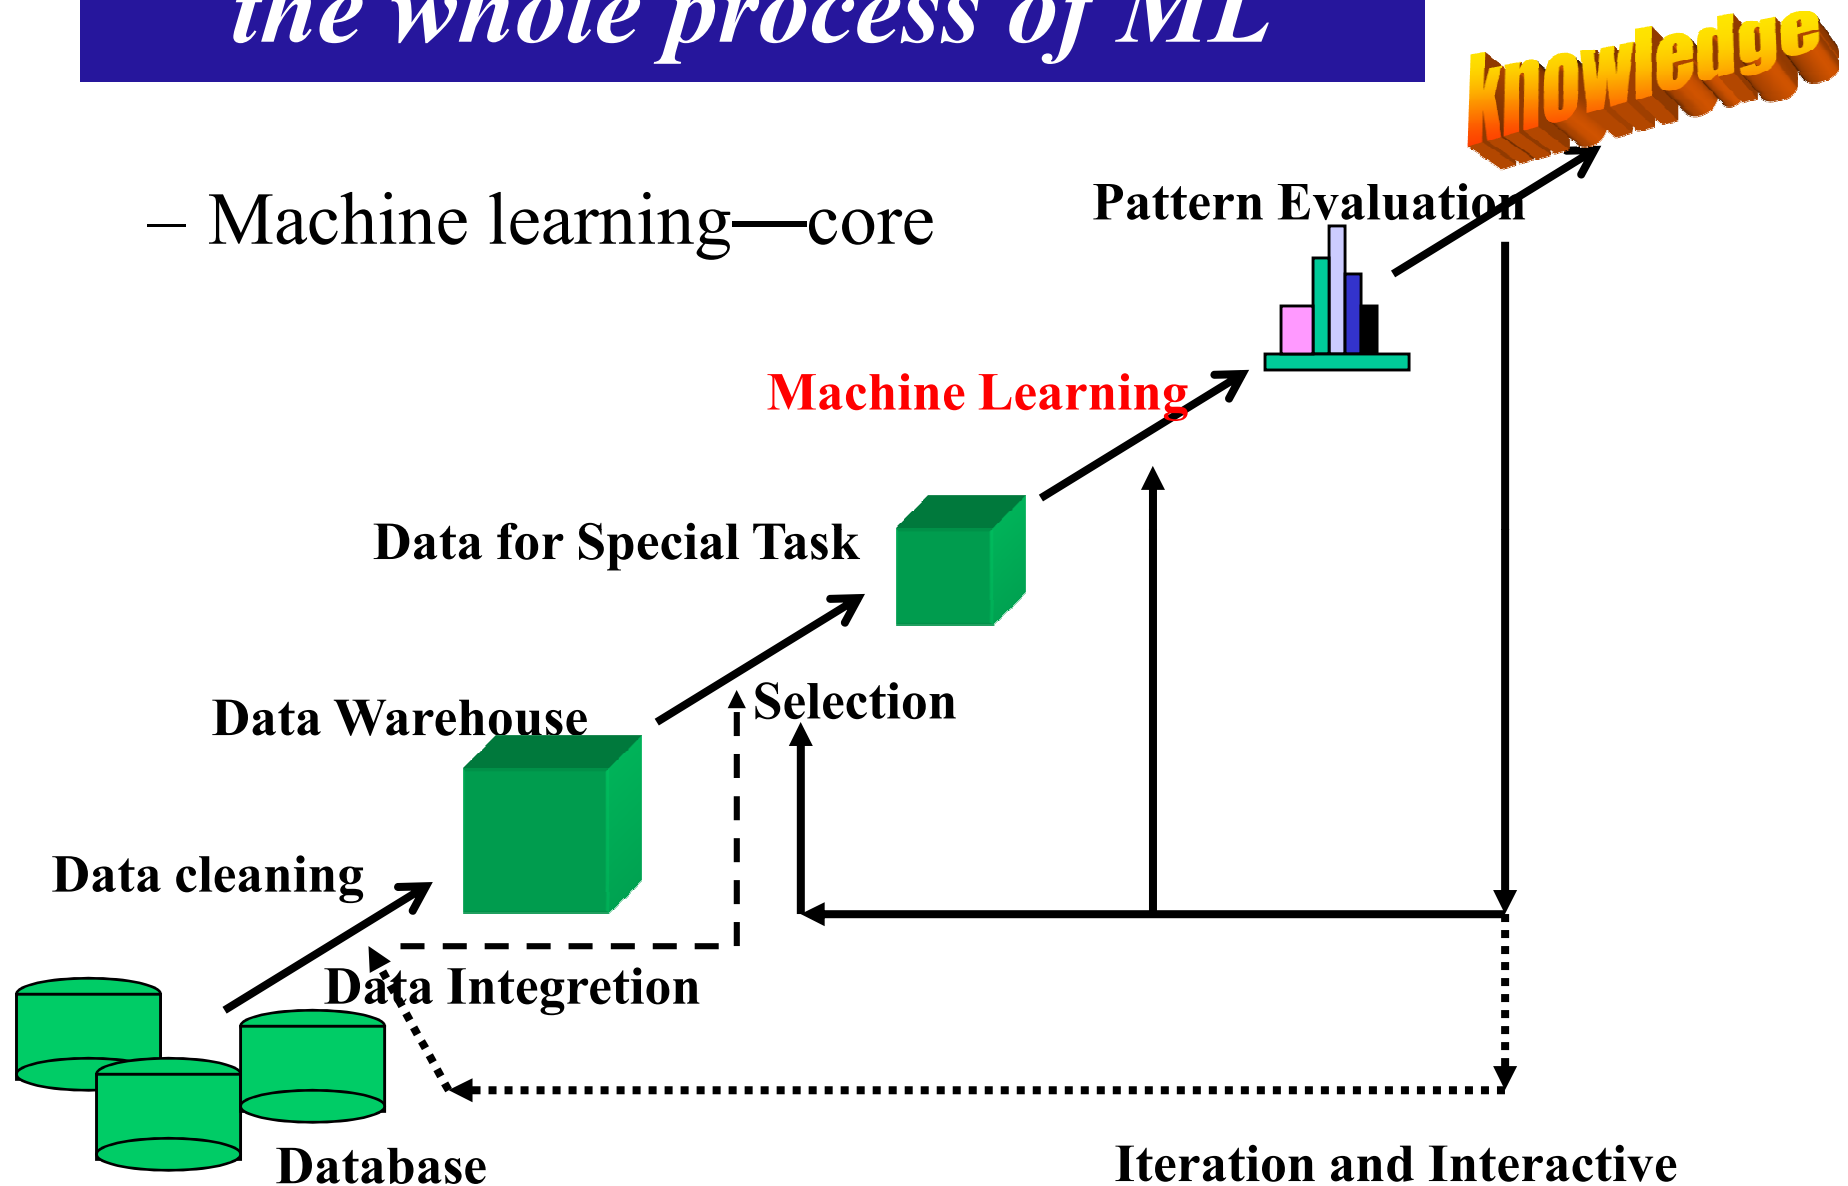 the whole process of ML
knowledge
– Machine learning—core
Pattern Evaluation
Machine Learning
Data for Special Task
Selection
Data Warehouse
Data cleaning
Data Integretion
Database
Iteration and Interactive